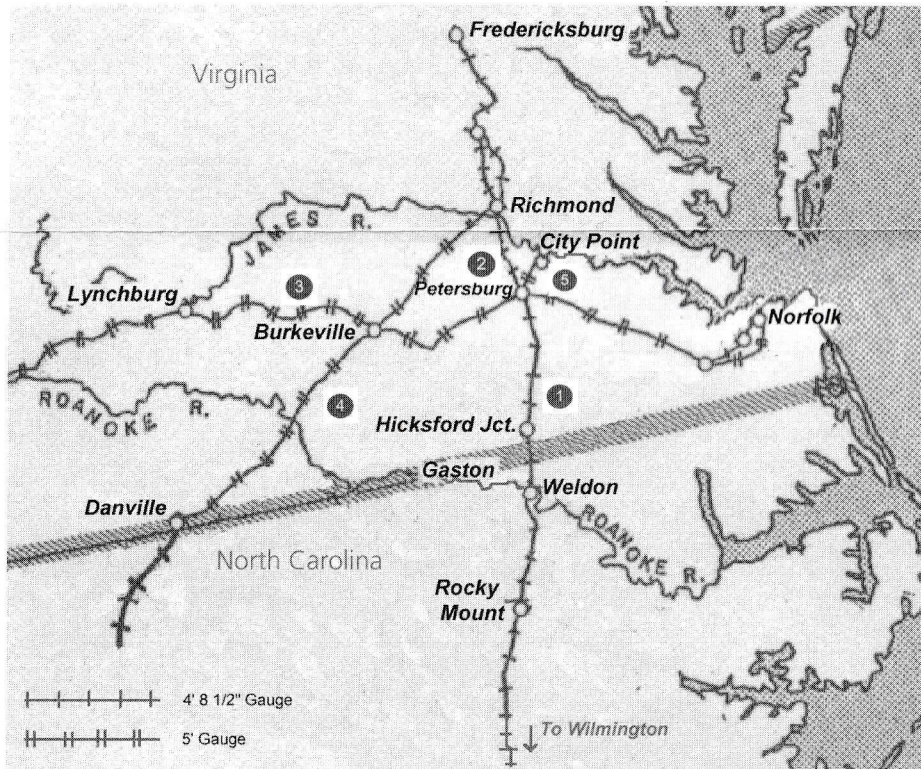 Fredericksburg
Virginia
Richmond
JAMES R.
City Point
2
Lynchburg
3
Petersburg
5
Burkeville
Norfolk
ROANOKE R.
4
1
Hicksford Jct.
Gaston
Danville
Weldon
ROANOKE R.
North Carolina
Rocky
Mount
4' 8 1/2" Gauge
To Wilmington
5' Gauge